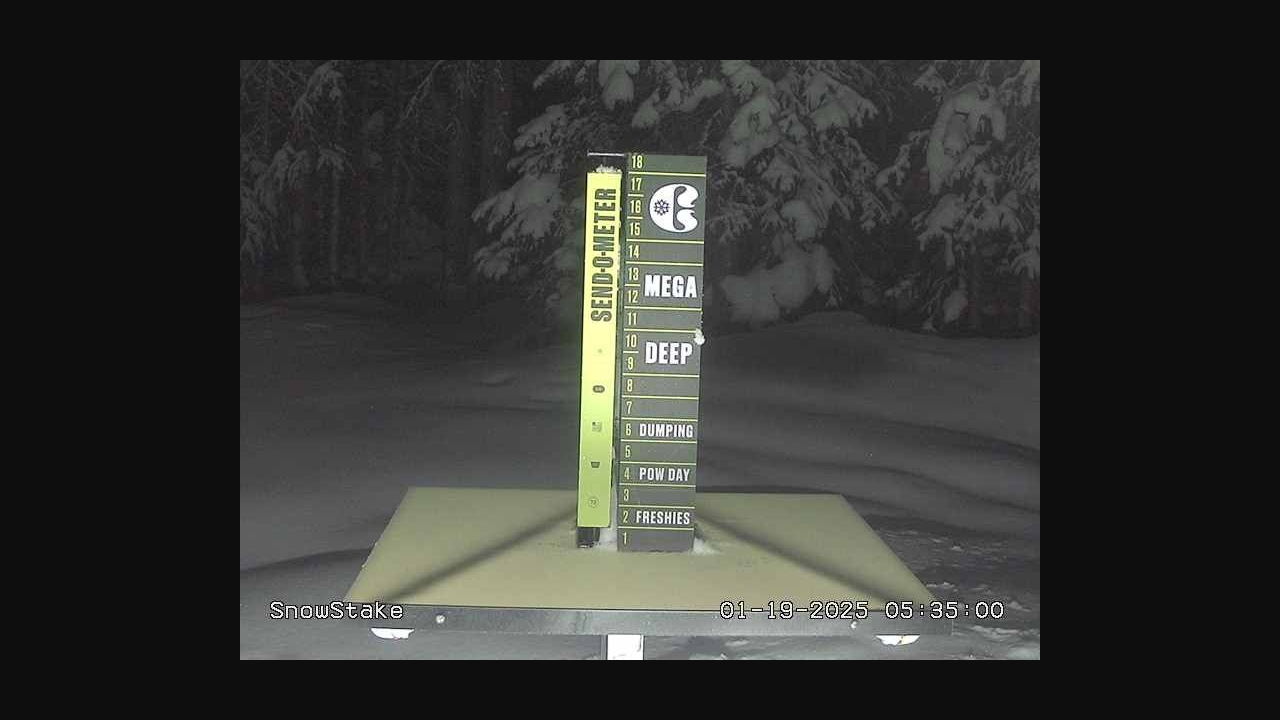 18
17
16
15
14
13
12
MEGA
11
10
9
DEEP
8
7
6 DUMPING
5
4 POW DAY
3
2 FRESHIES
1
SEND-O-METER
SnowStake
01-19-2025 05:35:00